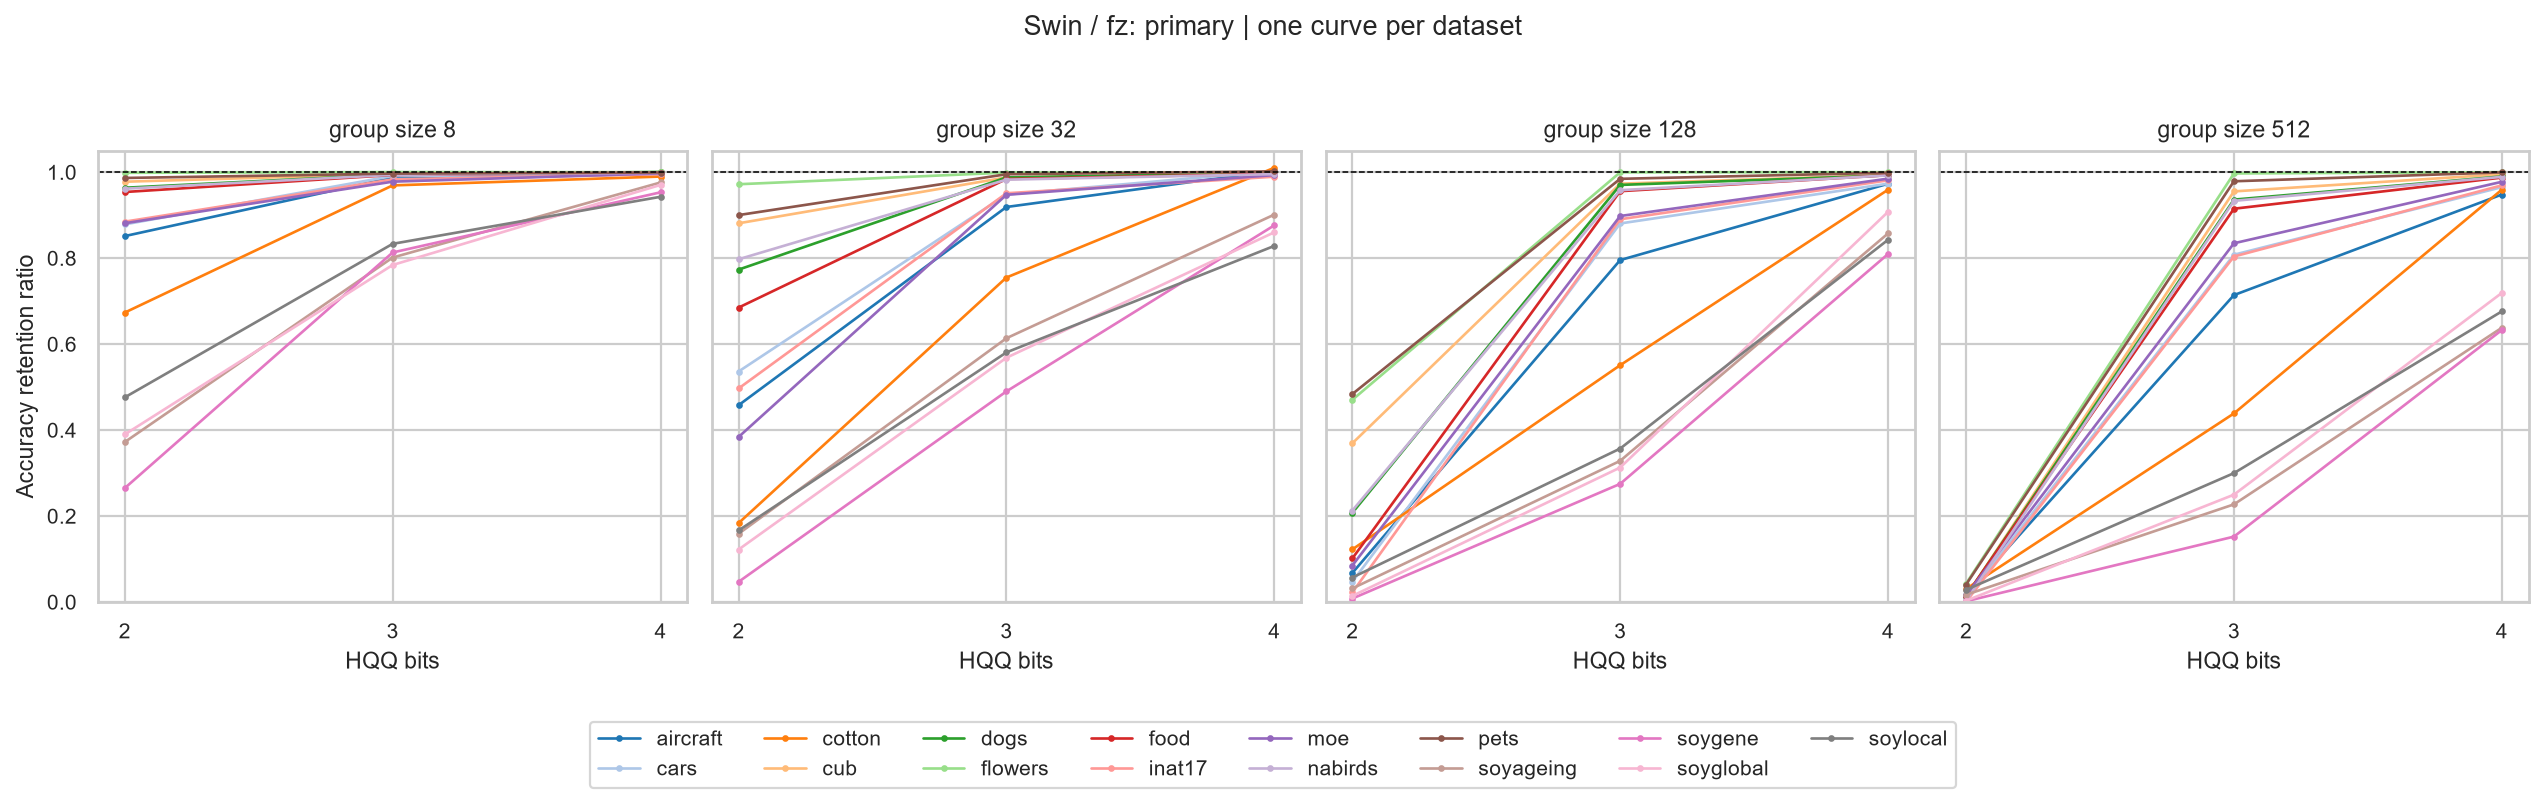 Swin / fz: primary | one curve per dataset
group size 8
group size 32
group size 128
group size 512
Accuracy retention ratio
1.0
0.8
0.6
0.4
0.2
0.0
2 3 4
2 3 4
2 3 4
2 3 4
HQQ bits
HQQ bits
HQQ bits
HQQ bits
aircraft cotton dogs food moe pets soygene soylocal
cars cub flowers inat17 nabirds soyageing soyglobal